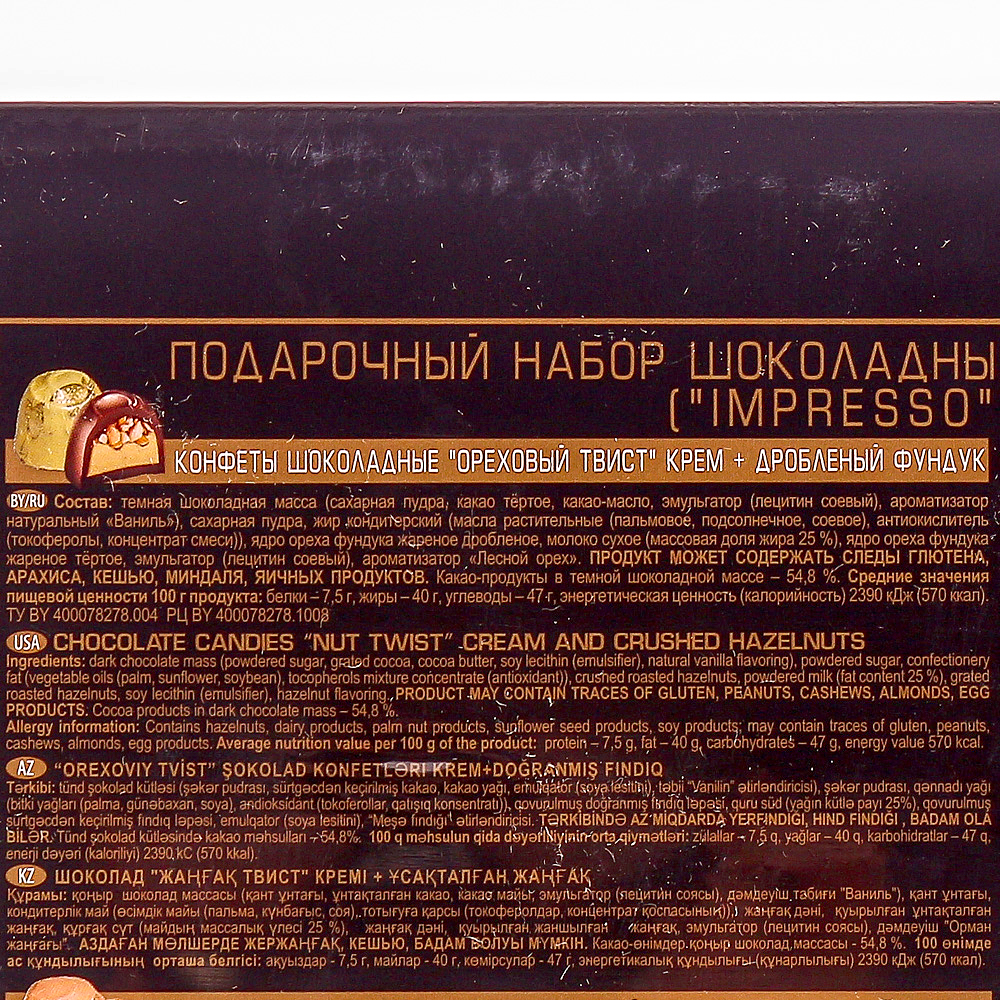 ПОДАРОЧНЫЙ НАБОР ШОКОЛАДНЫ
("IMPRESSO"
КОНФЕТЫ ШОКОЛАДНЫЕ "ОРЕХОВЫЙ ТВИСТ" КРЕМ + ДРОБЛЕНЫЙ ФУНДУК
BY/RU Состав: темная шоколадная масса (сахарная пудра, какао тёртое, какао-масло, эмульгатор (лецитин соевый), ароматизатор
натуральный «Ваниль»), сахарная пудра, жир кондитерский (масла растительные (пальмовое, подсолнечное, соевое), антиокислитель
(токоферолы, концентрат смеси)), ядро ореха фундука жареное дробленое, молоко сухое (массовая доля жира 25 %), ядро ореха фундука
жареное тёртое, эмульгатор (лецитин соевый), ароматизатор «Лесной орех». ПРОДУКТ МОЖЕТ СОДЕРЖАТЬ СЛЕДЫ ГЛЮТЕНА,
АРАХИСА, КЕШЬЮ, МИНДАЛЯ, ЯИЧНЫХ ПРОДУКТОВ. Какао-продукты в темной шоколадной массе – 54,8 %. Средние значения
пищевой ценности 100 г продукта: белки – 7,5 г, жиры – 40 г, углеводы – 47 г, энергетическая ценность (калорийность) 2390 кДж (570 ккал).
ТУ BY 400078278.004 РЦ BY 400078278.1008
USA CHOCOLATE CANDIES “NUT TWIST” CREAM AND CRUSHED HAZELNUTS
Ingredients: dark chocolate mass (powdered sugar, grated cocoa, cocoa butter, soy lecithin (emulsifier), natural vanilla flavoring), powdered sugar, confectionery
fat (vegetable oils (palm, sunflower, soybean), tocopherols mixture concentrate (antioxidant)), crushed roasted hazelnuts, powdered milk (fat content 25 %), grated
roasted hazelnuts, soy lecithin (emulsifier), hazelnut flavoring. PRODUCT MAY CONTAIN TRACES OF GLUTEN, PEANUTS, CASHEWS, ALMONDS, EGG
PRODUCTS. Cocoa products in dark chocolate mass – 54,8 %.
Allergy information: Contains hazelnuts, dairy products, palm nut products, sunflower seed products, soy products; may contain traces of gluten, peanuts,
cashews, almonds, egg products. Average nutrition value per 100 g of the product: protein – 7,5 g, fat – 40 g, carbohydrates – 47 g, energy value 570 kcal.
AZ “OREXOVIY TVİST” ŞOKOLAD KONFETLƏRI KREM+DOĞRANMIŞ FINDIQ
Tərkibi: tünd şokolad kütləsi (şəkər pudrası, sürtgəcdən keçirilmiş kakao, kakao yağı, emulqator (soya lesitini), təbii “Vanilin” ətirləndiricisi), şəkər pudrası, qənnadı yağı
(bitki yağları (palma, günəbaxan, soya), antioksidant (tokoferollar, qatışıq konsentratı)), qovurulmuş doğranmış fındıq ləpəsi, quru süd (yağın kütlə payı 25%), qovurulmuş
sürtgəcdən keçirilmiş fındıq ləpəsi, emulqator (soya lesitini), “Meşə fındığı” ətirləndiricisi. TƏRKİBİNDƏ AZ MİQDARDA YERFINDIĞI, HIND FINDIĞI , BADAM OLA
BİLƏR. Tünd şokolad kütləsində kakao məhsulları – 54,8%. 100 q məhsulun qida dəyərliliyinin orta qiymətləri: zülallar - 7,5 q, yağlar – 40 q, karbohidratlar – 47 q,
enerji dəyəri (kaloriliyi) 2390 kC (570 kkal).
KZ ШОКОЛАД "ЖАҢҒАҚ ТВИСТ" КРЕМІ + ҰСАҚТАЛҒАН ЖАҢҒАҚ
Құрамы: қоңыр шоколад массасы (қант ұнтағы, ұнтақталған какао, какао майы, эмульгатор (лецитин соясы), дәмдеуіш табиғи "Ваниль"), қант ұнтағы,
кондитерлік май (өсімдік майы (пальма, күнбағыс, соя), тотығуға қарсы (токоферолдар, концентрат қоспасының)), жаңғақ дәні, қуырылған ұнтақталған
жаңғақ, құрғақ сүт (майдың массалық үлесі 25 %), жаңғақ дәні, қуырылған жаншылған жаңғақ, эмульгатор (лецитин соясы), дәмдеуіш "Орман
жаңғағы". АЗДАҒАН МӨЛШЕРДЕ ЖЕРЖАҢҒАҚ, КЕШЬЮ, БАДАМ БОЛУЫ МҮМКІН. Какао-өнімдер қоңыр шоколад массасы - 54,8 %. 100 өнімде
ас құндылығының орташа белгісі: ақуыздар - 7,5 г, майлар - 40 г, көмірсулар - 47 г, энергетикалық құндылығы (құнарлылығы) 2390 кДж (570 ккал).